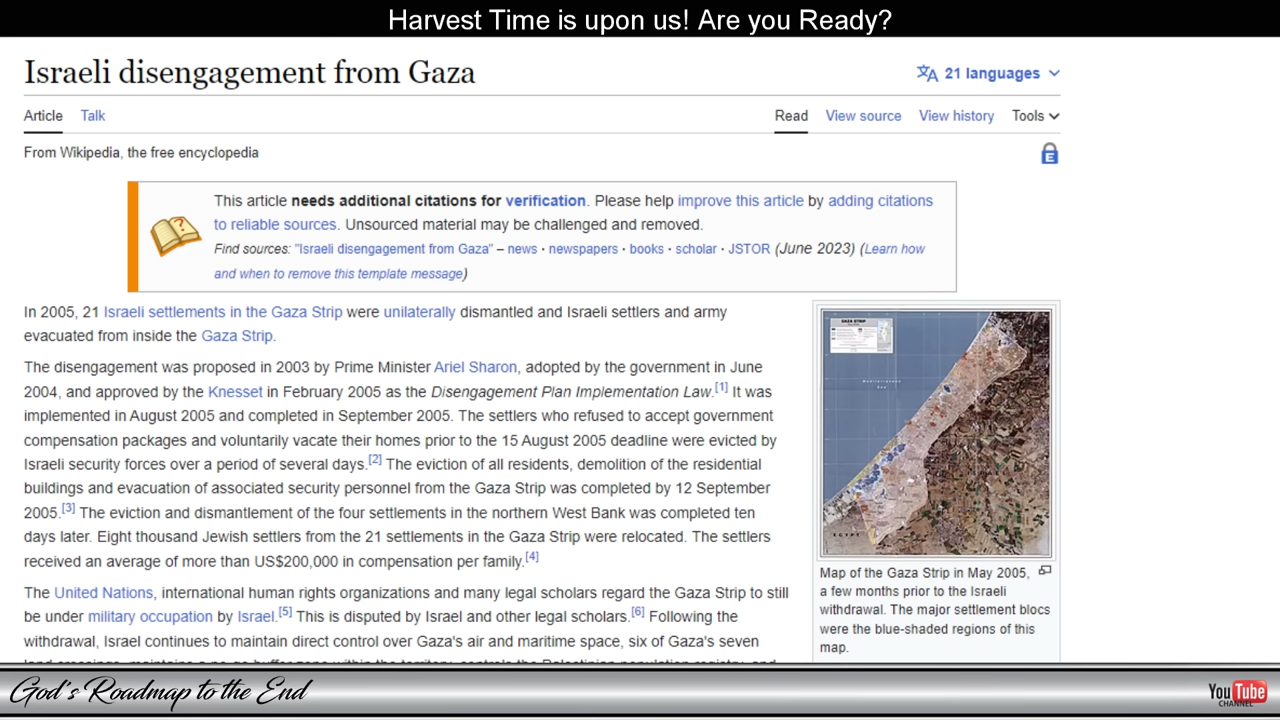 Harvest Time is upon us! Are you Ready?
Israeli disengagement from Gaza
21 languages
Article Talk
Read View source View history Tools
From Wikipedia, the free encyclopedia
This article needs additional citations for verification. Please help improve this article by adding citations
to reliable sources. Unsourced material may be challenged and removed.
Find sources: "Israeli disengagement from Gaza" – news · newspapers · books · scholar · JSTOR (June 2023) (Learn how
and when to remove this template message)
In 2005, 21 Israeli settlements in the Gaza Strip were unilaterally dismantled and Israeli settlers and army
evacuated from inside the Gaza Strip.
The disengagement was proposed in 2003 by Prime Minister Ariel Sharon, adopted by the government in June
2004, and approved by the Knesset in February 2005 as the Disengagement Plan Implementation Law.[1] It was
implemented in August 2005 and completed in September 2005. The settlers who refused to accept government
compensation packages and voluntarily vacate their homes prior to the 15 August 2005 deadline were evicted by
Israeli security forces over a period of several days.[2] The eviction of all residents, demolition of the residential
buildings and evacuation of associated security personnel from the Gaza Strip was completed by 12 September
2005.[3] The eviction and dismantlement of the four settlements in the northern West Bank was completed ten
days later. Eight thousand Jewish settlers from the 21 settlements in the Gaza Strip were relocated. The settlers
received an average of more than US$200,000 in compensation per family.[4]
The United Nations, international human rights organizations and many legal scholars regard the Gaza Strip to still
be under military occupation by Israel.[5] This is disputed by Israel and other legal scholars.[6] Following the
withdrawal, Israel continues to maintain direct control over Gaza's air and maritime space, six of Gaza's seven
GAZA STRIP
Mediterranean
Sea
EGYPT
Map of the Gaza Strip in May 2005,
a few months prior to the Israeli
withdrawal. The major settlement blocs
were the blue-shaded regions of this
map.
God's Roadmap to the End
YouTube
CHANNEL